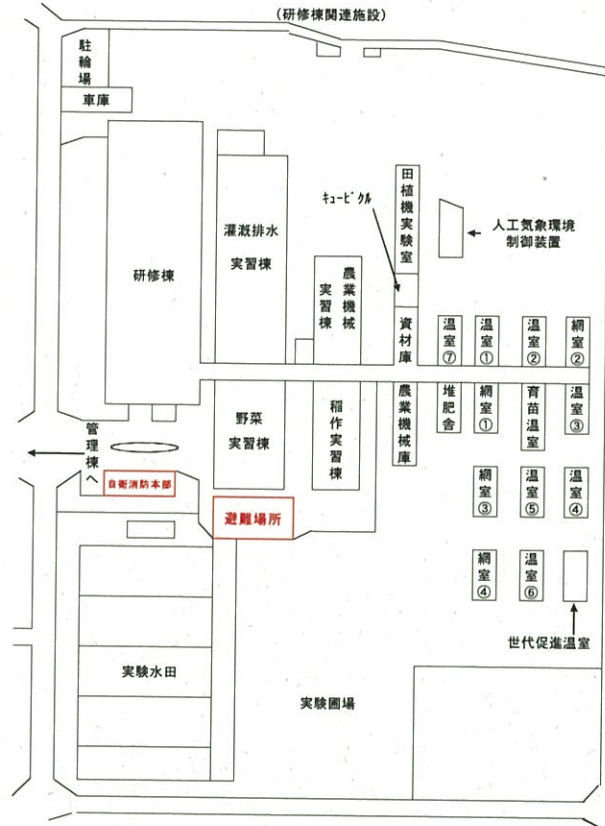 (研修棟関連施設)
駐輪場
車庫
研修棟
灌漑排水
実習棟
農業機械
実習棟
キュービクル
田植機実験室
人工気象環境
制御装置
資材庫
温室⑦
温室①
温室②
網室②
野菜
実習棟
稲作実習棟
農業機械庫
堆肥舎
網室①
育苗温室
温室③
管理棟へ
自衛消防本部
避難場所
網室③
温室⑤
温室④
網室④
温室⑥
世代促進温室
実験水田
実験圃場